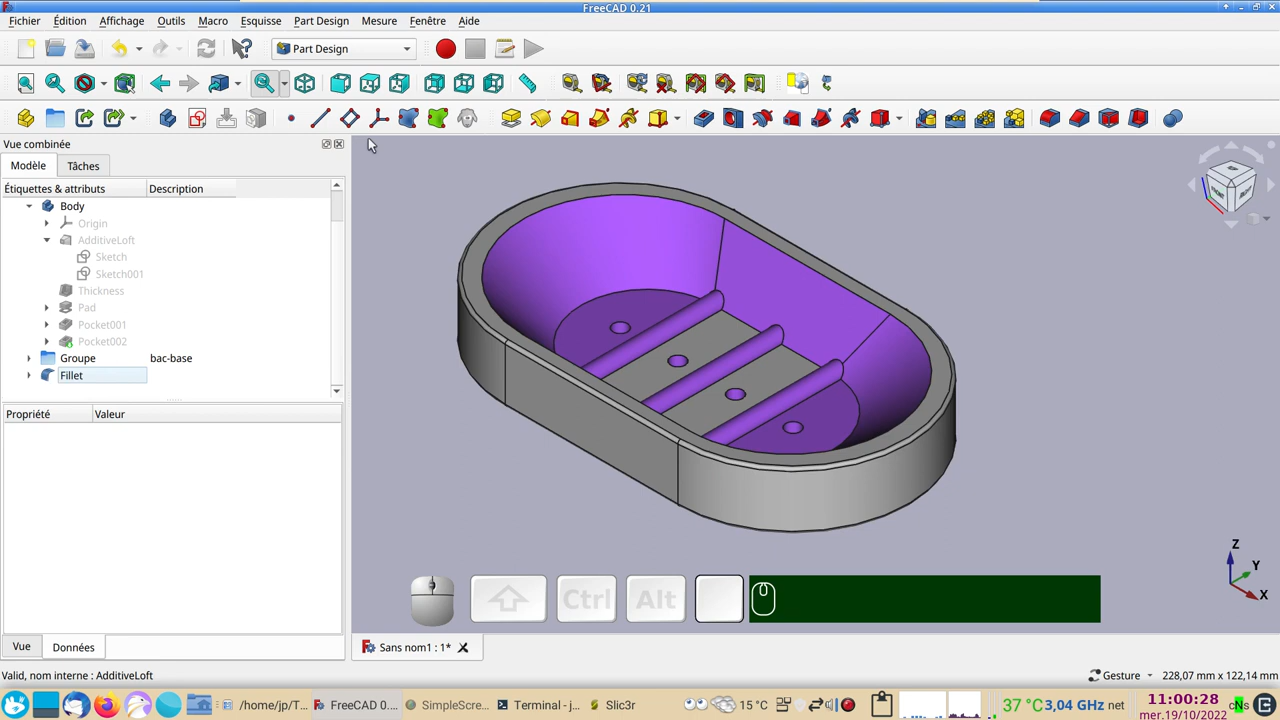 FreeCAD 0.21
Fichier Édition Affichage Outils Macro Esquisse Part Design Mesure Fenêtre Aide
Part Design
Vue combinée
Modèle Tâches
Étiquettes & attributs Description
Body
Origin
AdditiveLoft
Sketch
Sketch001
Thickness
Pad
Pocket001
Pocket002
Groupe bac-base
Fillet
Propriété Valeur
Z
Y
X
Ctrl Alt
Vue Données
Sans nom1 : 1*
Valid, nom interne : AdditiveLoft
Gesture 228,07 mm x 122,14 mm
/home/jp/T... FreeCAD 0.... SimpleScre... Terminal - j... Slic3r 15 °C 37 °C 3,04 GHz net 11:00:28
mer.19/10/2022